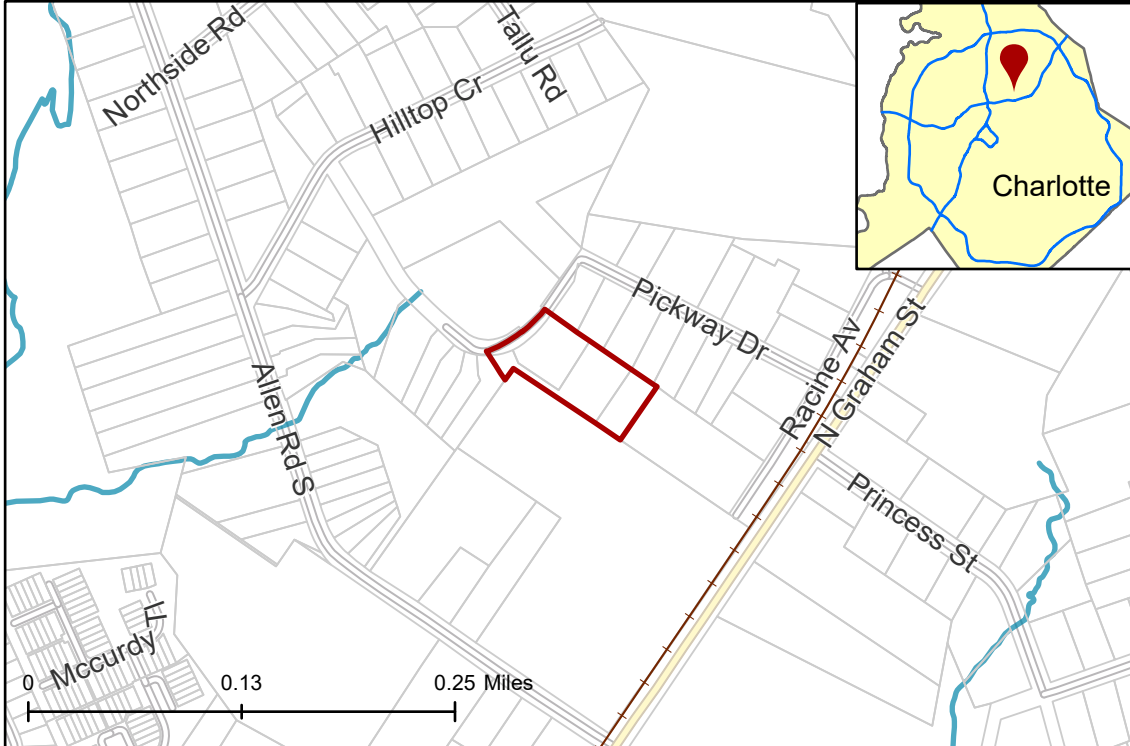 Northside Rd
Tallu Rd
Hilltop Cr
Charlotte
Pickway Dr
Racine Av
N Graham St
Allen Rd S
Princess St
Mccurdy
0 0.13 0.25 Miles